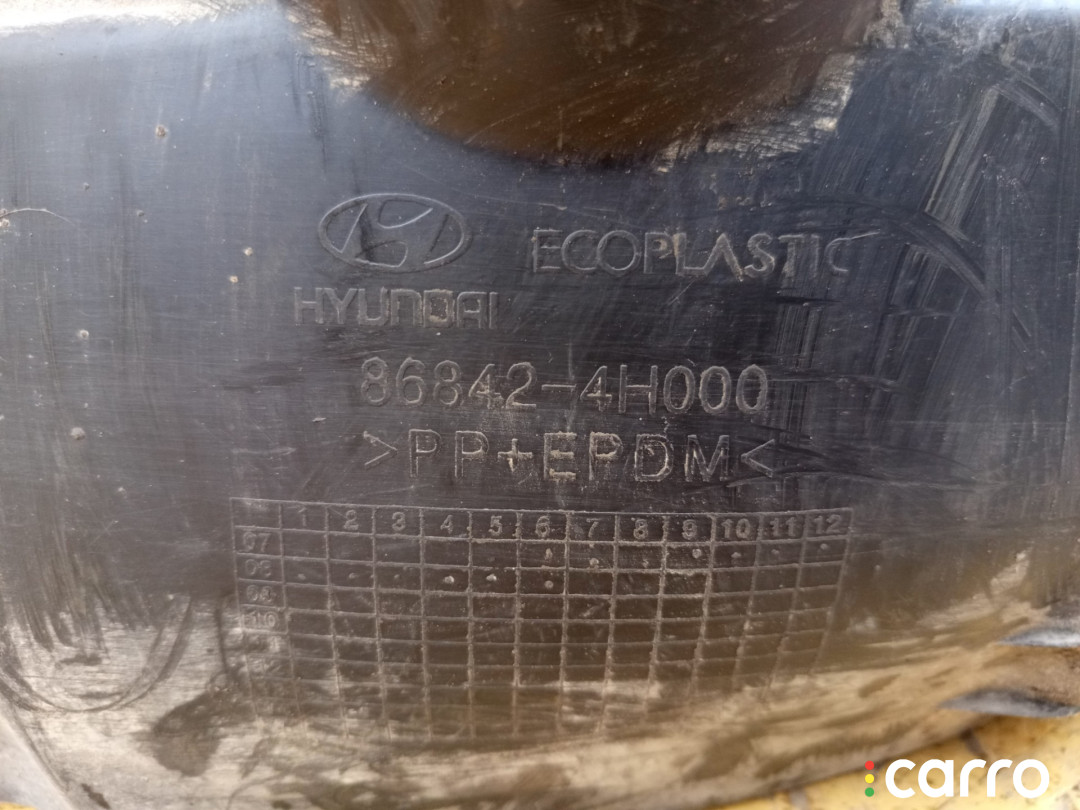 ECOPLASTIC
HYUNDAI
86842-4H000
>PP+EPDM<
1 2 3 4 5 6 7 8 9 10 11 12
07
08
09
carro